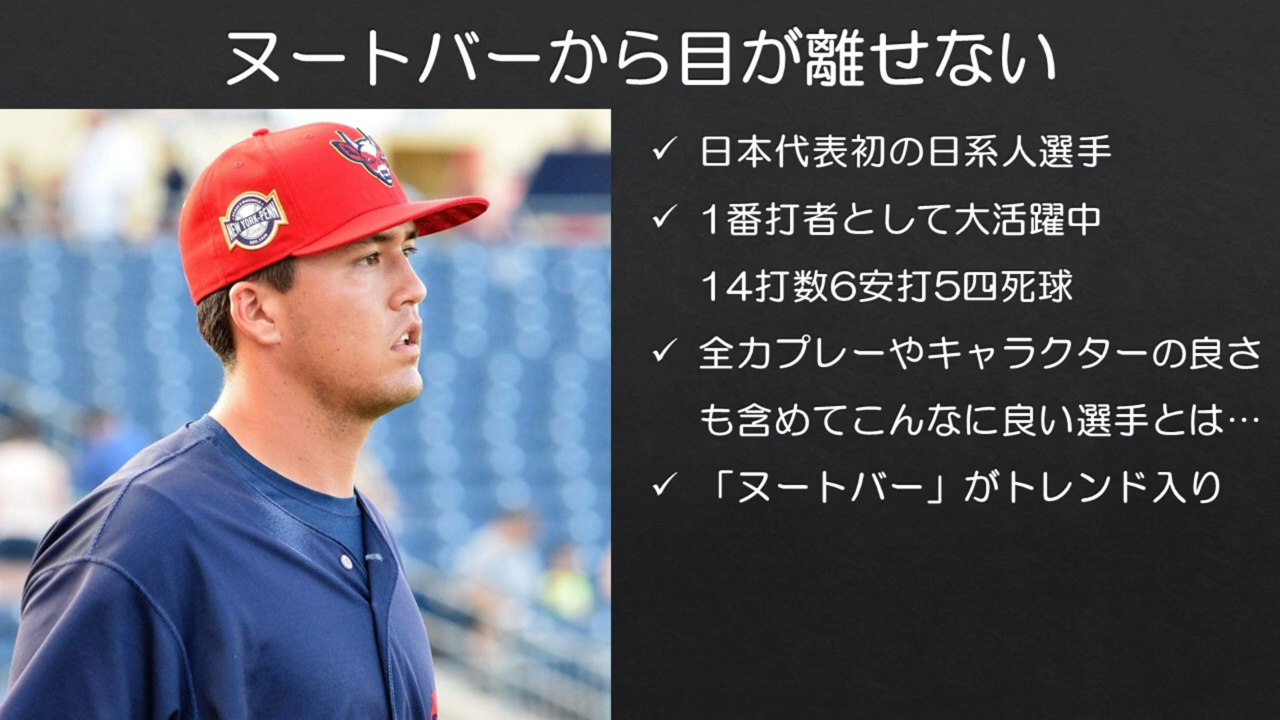 ヌートバーから目が離せない
✓ 日本代表初の日系人選手
✓ 1番打者として大活躍中
14打数6安打5四死球
✓ 全力プレーやキャラクターの良さ
も含めてこんなに良い選手とは…
✓ 「ヌートバー」がトレンド入り
NEW YORK-PENN